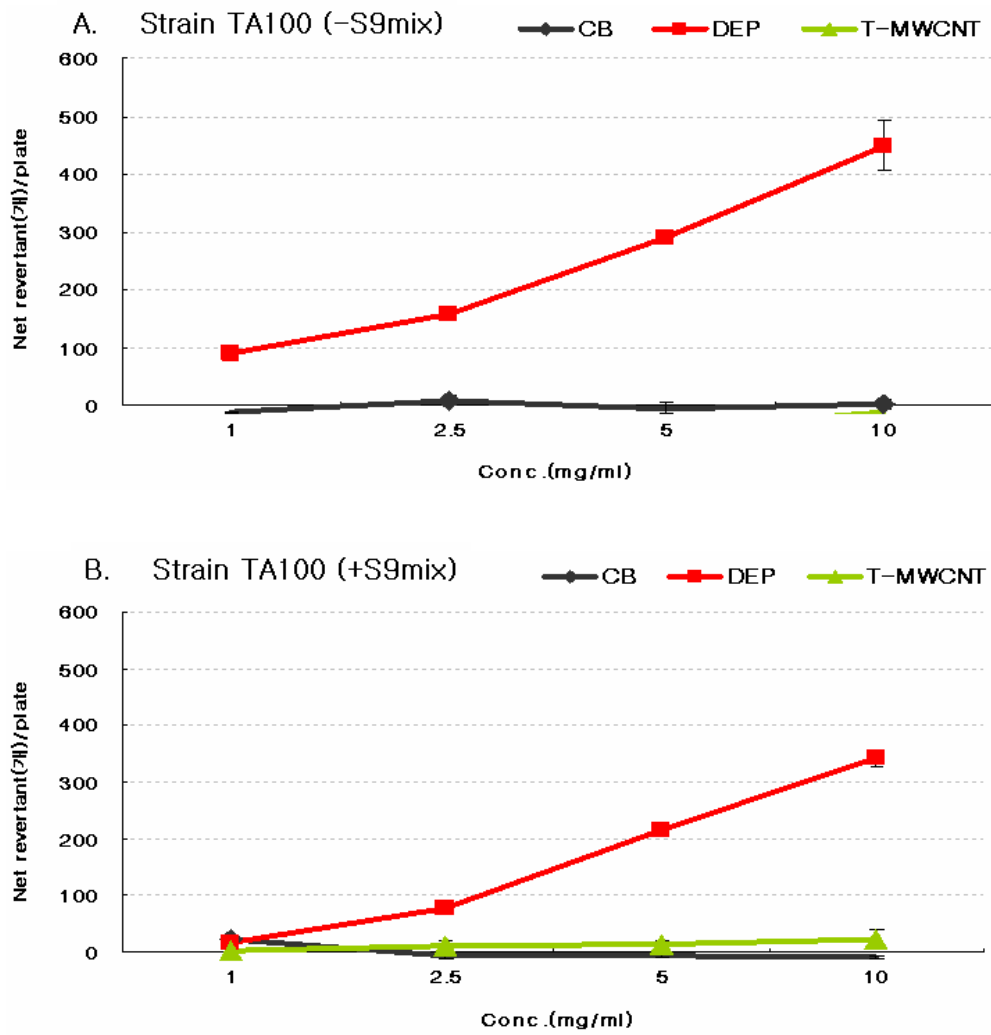 A. Strain TA100 (-S9mix) CB DEP T-MWCNT
600
500
400
300
200
100
0
Net revertant(개)/plate
1 2.5 5 10
Conc.(mg/ml)
B. Strain TA100 (+S9mix) CB DEP T-MWCNT
600
500
400
300
200
100
0
Net revertant(개)/plate
1 2.5 5 10
Conc.(mg/ml)